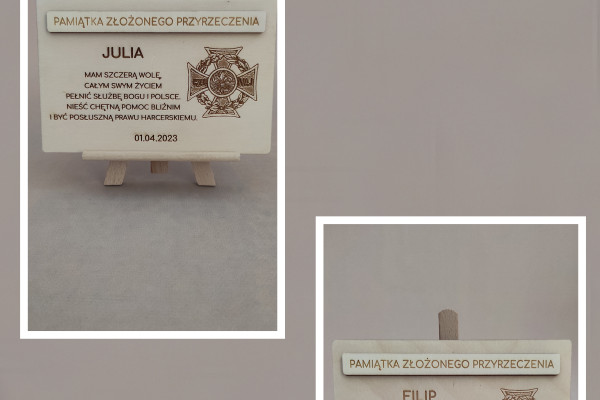 PAMIĄTKA ZŁOŻONEGO PRZYRZECZENIA
JULIA
MAM SZCZERĄ WOLĘ,
CAŁYM SWYM ŻYCIEM
PEŁNIĆ SŁUŻBĘ BOGU I POLSCE,
NIEŚĆ CHĘTNĄ POMOC BLIŹNIM
I BYĆ POSŁUSZNĄ PRAWU HARCERSKIEMU.
01.04.2023
PAMIĄTKA ZŁOŻONEGO PRZYRZECZENIA
FILIP